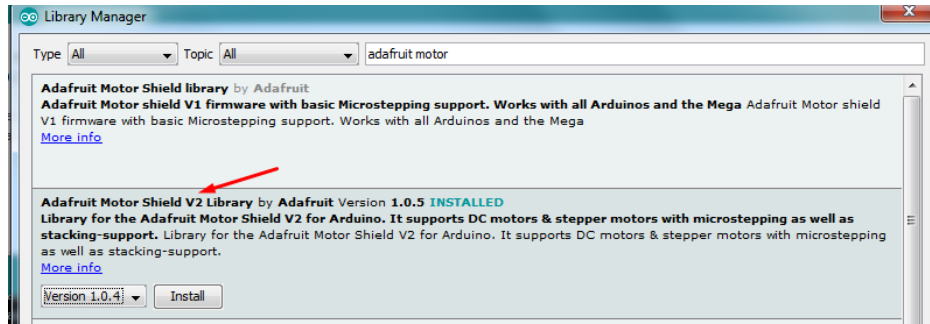 Library Manager
Type All Topic All adafruit motor
Adafruit Motor Shield library by Adafruit
Adafruit Motor shield V1 firmware with basic Microstepping support. Works with all Arduinos and the Mega Adafruit Motor shield
V1 firmware with basic Microstepping support. Works with all Arduinos and the Mega
More info
Adafruit Motor Shield V2 Library by Adafruit Version 1.0.5 INSTALLED
Library for the Adafruit Motor Shield V2 for Arduino. It supports DC motors & stepper motors with microstepping as well as
stacking-support. Library for the Adafruit Motor Shield V2 for Arduino. It supports DC motors & stepper motors with microstepping
as well as stacking-support.
More info
Version 1.0.4 Install